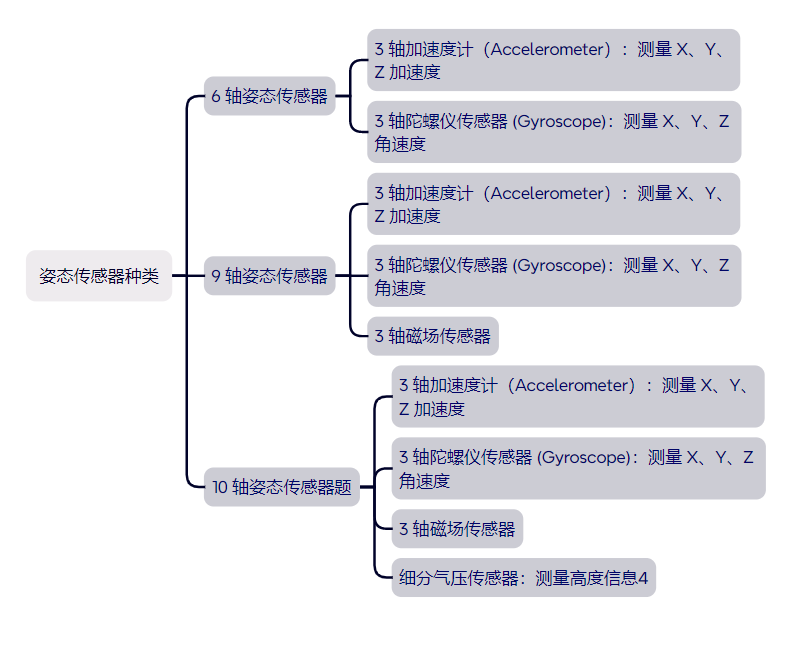 姿态传感器种类
6 轴姿态传感器
3 轴加速度计（Accelerometer）：测量 X、Y、
Z 加速度
3 轴陀螺仪传感器 (Gyroscope)：测量 X、Y、Z
角速度
9 轴姿态传感器
3 轴加速度计（Accelerometer）：测量 X、Y、
Z 加速度
3 轴陀螺仪传感器 (Gyroscope)：测量 X、Y、Z
角速度
3 轴磁场传感器
10 轴姿态传感器题
3 轴加速度计（Accelerometer）：测量 X、Y、
Z 加速度
3 轴陀螺仪传感器 (Gyroscope)：测量 X、Y、Z
角速度
3 轴磁场传感器
细分气压传感器：测量高度信息4